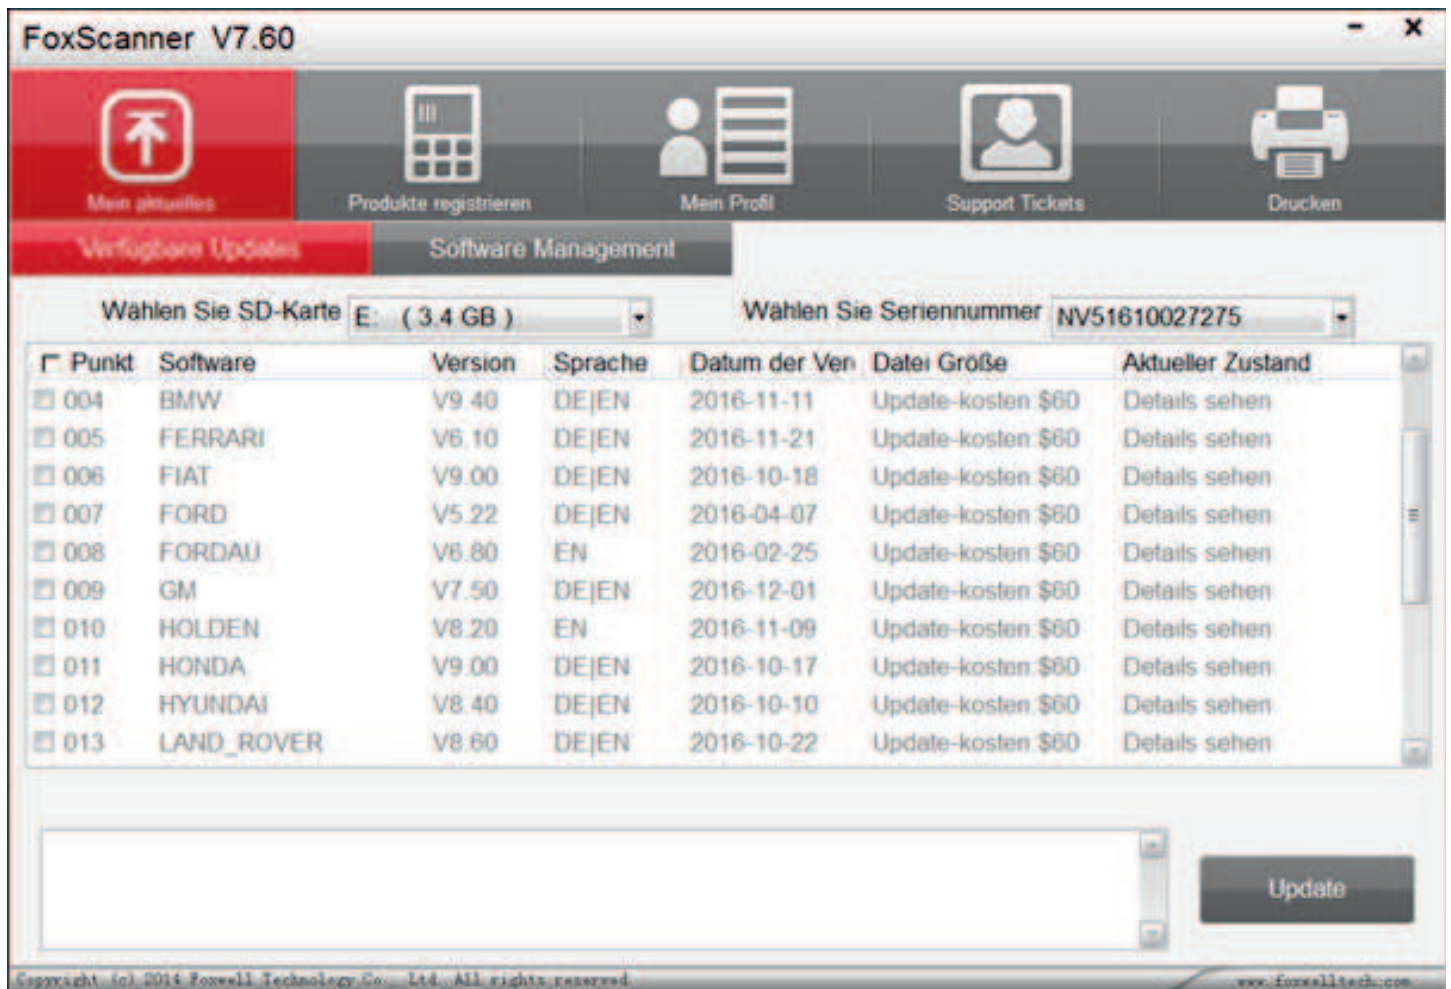 FoxScanner V7.60
Mein aktuelles Produkte registrieren Mein Profil Support Tickets Drucken
Verfügbare Updates Software Management
Wählen Sie SD-Karte E: ( 3.4 GB ) Wählen Sie Seriennummer NV51610027275
Punkt Software Version Sprache Datum der Ver Datei Größe Aktueller Zustand
004 BMW V9.40 DE|EN 2016-11-11 Update-kosten:$60 Details sehen
005 FERRARI V6.10 DE|EN 2016-11-21 Update-kosten:$60 Details sehen
006 FIAT V9.00 DE|EN 2016-10-18 Update-kosten:$60 Details sehen
007 FORD V5.22 DE|EN 2016-04-07 Update-kosten:$60 Details sehen
008 FORDAU V6.80 EN 2016-02-25 Update-kosten:$60 Details sehen
009 GM V7.50 DE|EN 2016-12-01 Update-kosten:$60 Details sehen
010 HOLDEN V8.20 EN 2016-11-09 Update-kosten:$60 Details sehen
011 HONDA V9.00 DE|EN 2016-10-17 Update-kosten:$60 Details sehen
012 HYUNDAI V8.40 DE|EN 2016-10-10 Update-kosten:$60 Details sehen
013 LAND_ROVER V8.60 DE|EN 2016-10-22 Update-kosten:$60 Details sehen
Update
Copyright (c) 2014 Foxwell Technology Co., Ltd. All rights reserved www.foxwelltech.com